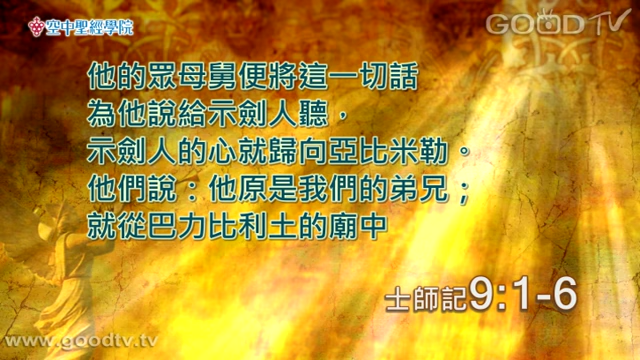 空中聖經學院
GOODTV
他的眾母舅便將這一切話
為他說給示劍人聽，
示劍人的心就歸向亞比米勒。
他們說：他原是我們的弟兄；
就從巴力比利土的廟中
士師記9:1-6
www.goodtv.tv